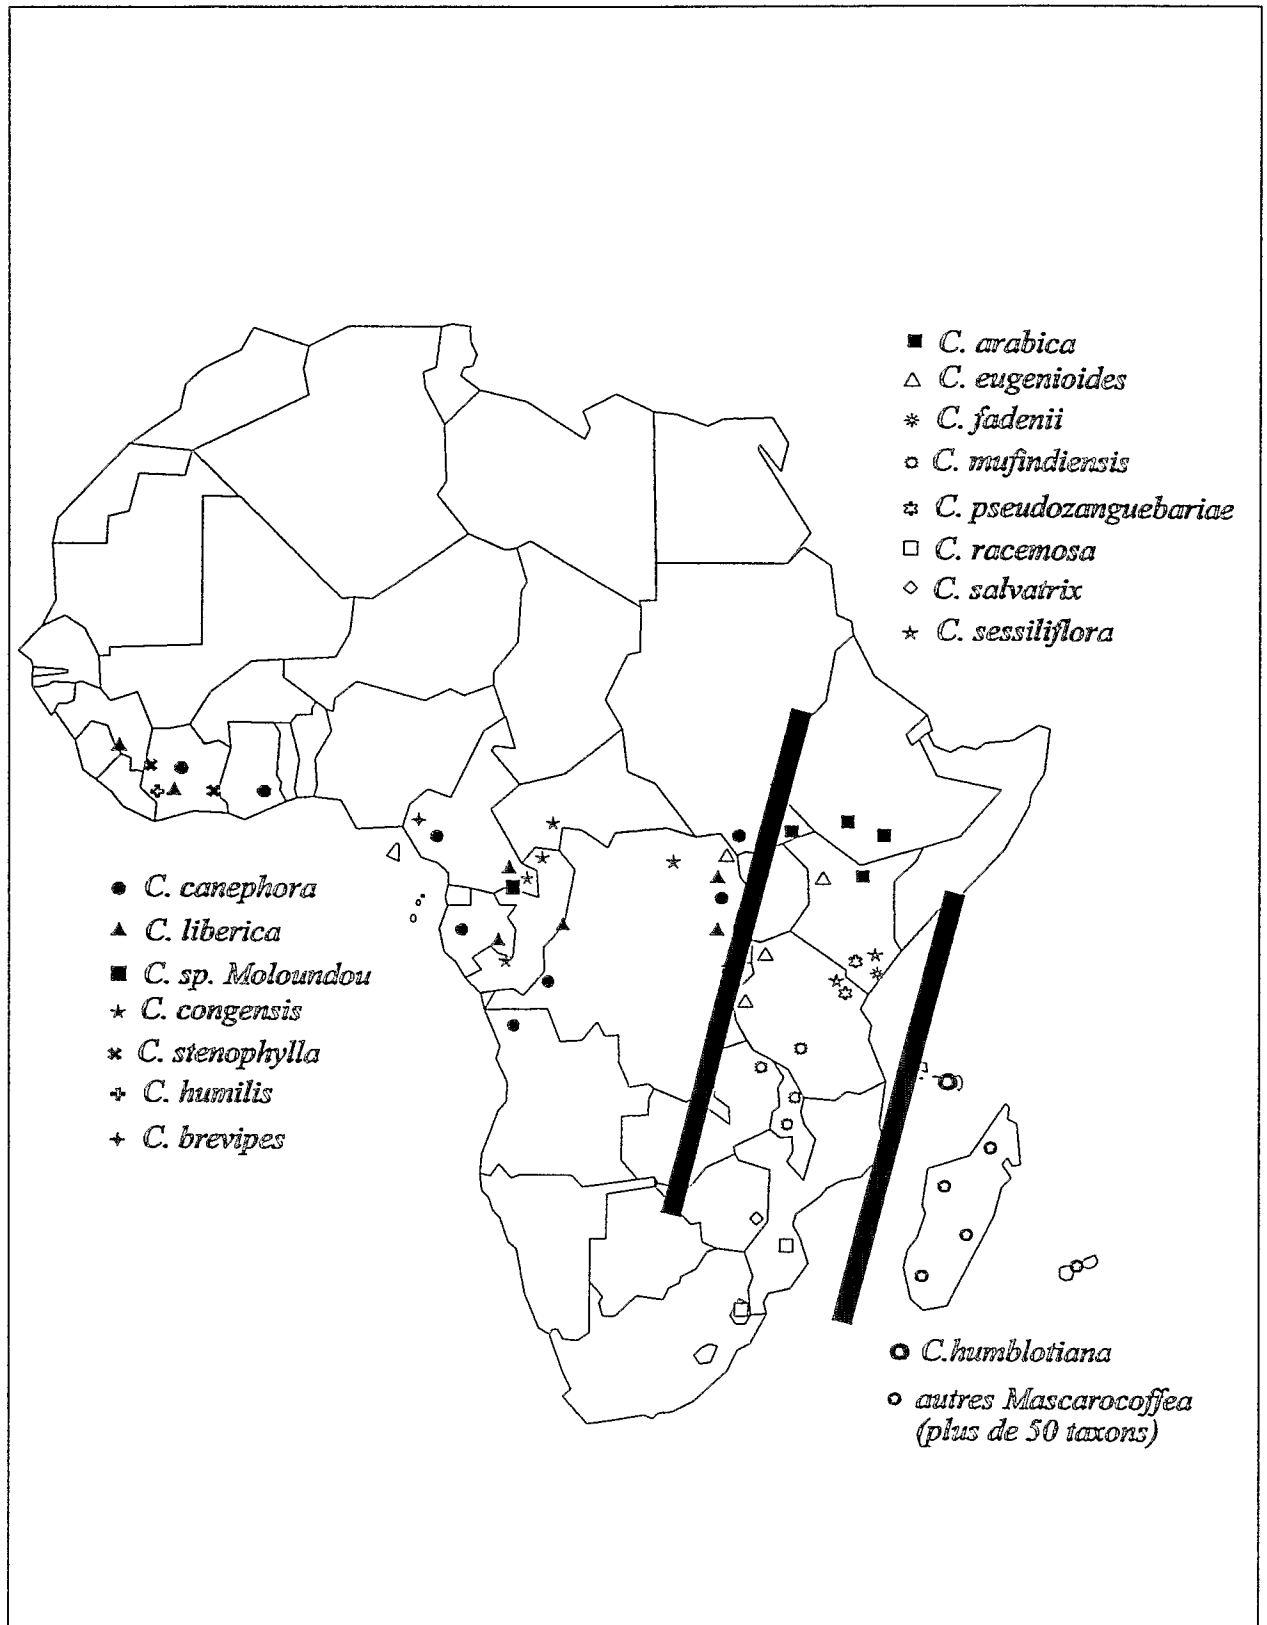 C. arabica
C. eugenioides
C. fadenii
C. mufindiensis
C. pseudozanguebariae
C. racemosa
C. salvatrix
C. sessiliflora
C. canephora
C. liberica
C. sp. Moloundou
C. congensis
C. stenophylla
C. humilis
C. brevipes
C.humblotiana
autres Mascarocoffea
(plus de 50 taxons)